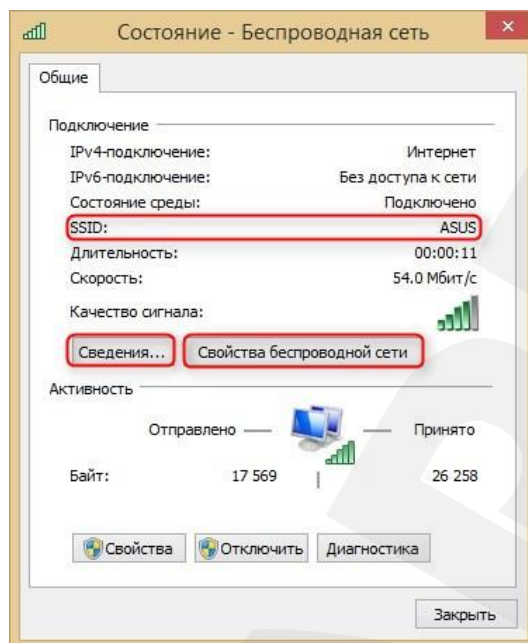 Состояние - Беспроводная сеть
Общие
Подключение
IPv4-подключение: Интернет
IPv6-подключение: Без доступа к сети
Состояние среды: Подключено
SSID: ASUS
Длительность: 00:00:11
Скорость: 54.0 Мбит/с
Качество сигнала:
Сведения... Свойства беспроводной сети
Активность
Отправлено — — Принято
Байт: 17 569 | 26 258
Свойства Отключить Диагностика
Закрыть